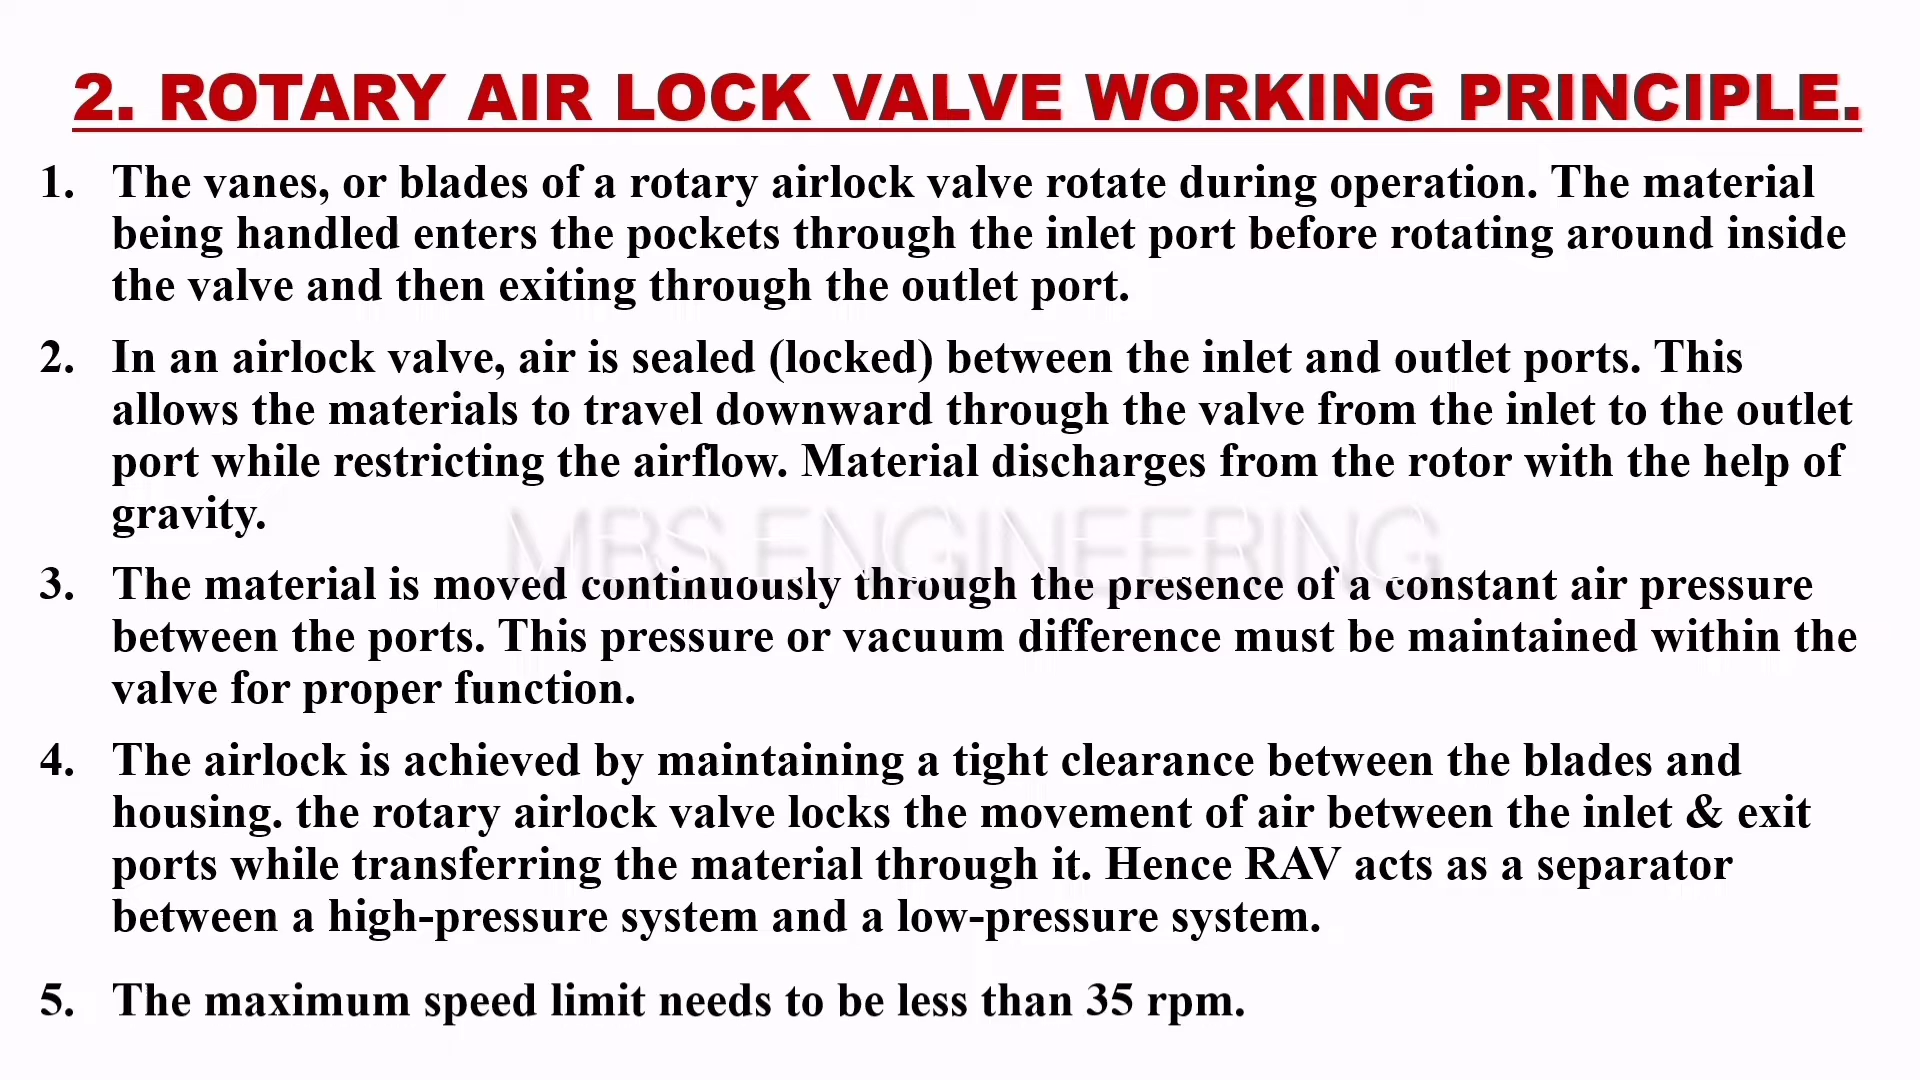 2. ROTARY AIR LOCK VALVE WORKING PRINCIPLE.
1. The vanes, or blades of a rotary airlock valve rotate during operation. The material
being handled enters the pockets through the inlet port before rotating around inside
the valve and then exiting through the outlet port.
2. In an airlock valve, air is sealed (locked) between the inlet and outlet ports. This
allows the materials to travel downward through the valve from the inlet to the outlet
port while restricting the airflow. Material discharges from the rotor with the help of
gravity.
MRS ENGINEERING
3. The material is moved continuously through the presence of a constant air pressure
between the ports. This pressure or vacuum difference must be maintained within the
valve for proper function.
4. The airlock is achieved by maintaining a tight clearance between the blades and
housing. the rotary airlock valve locks the movement of air between the inlet & exit
ports while transferring the material through it. Hence RAV acts as a separator
between a high-pressure system and a low-pressure system.
5. The maximum speed limit needs to be less than 35 rpm.